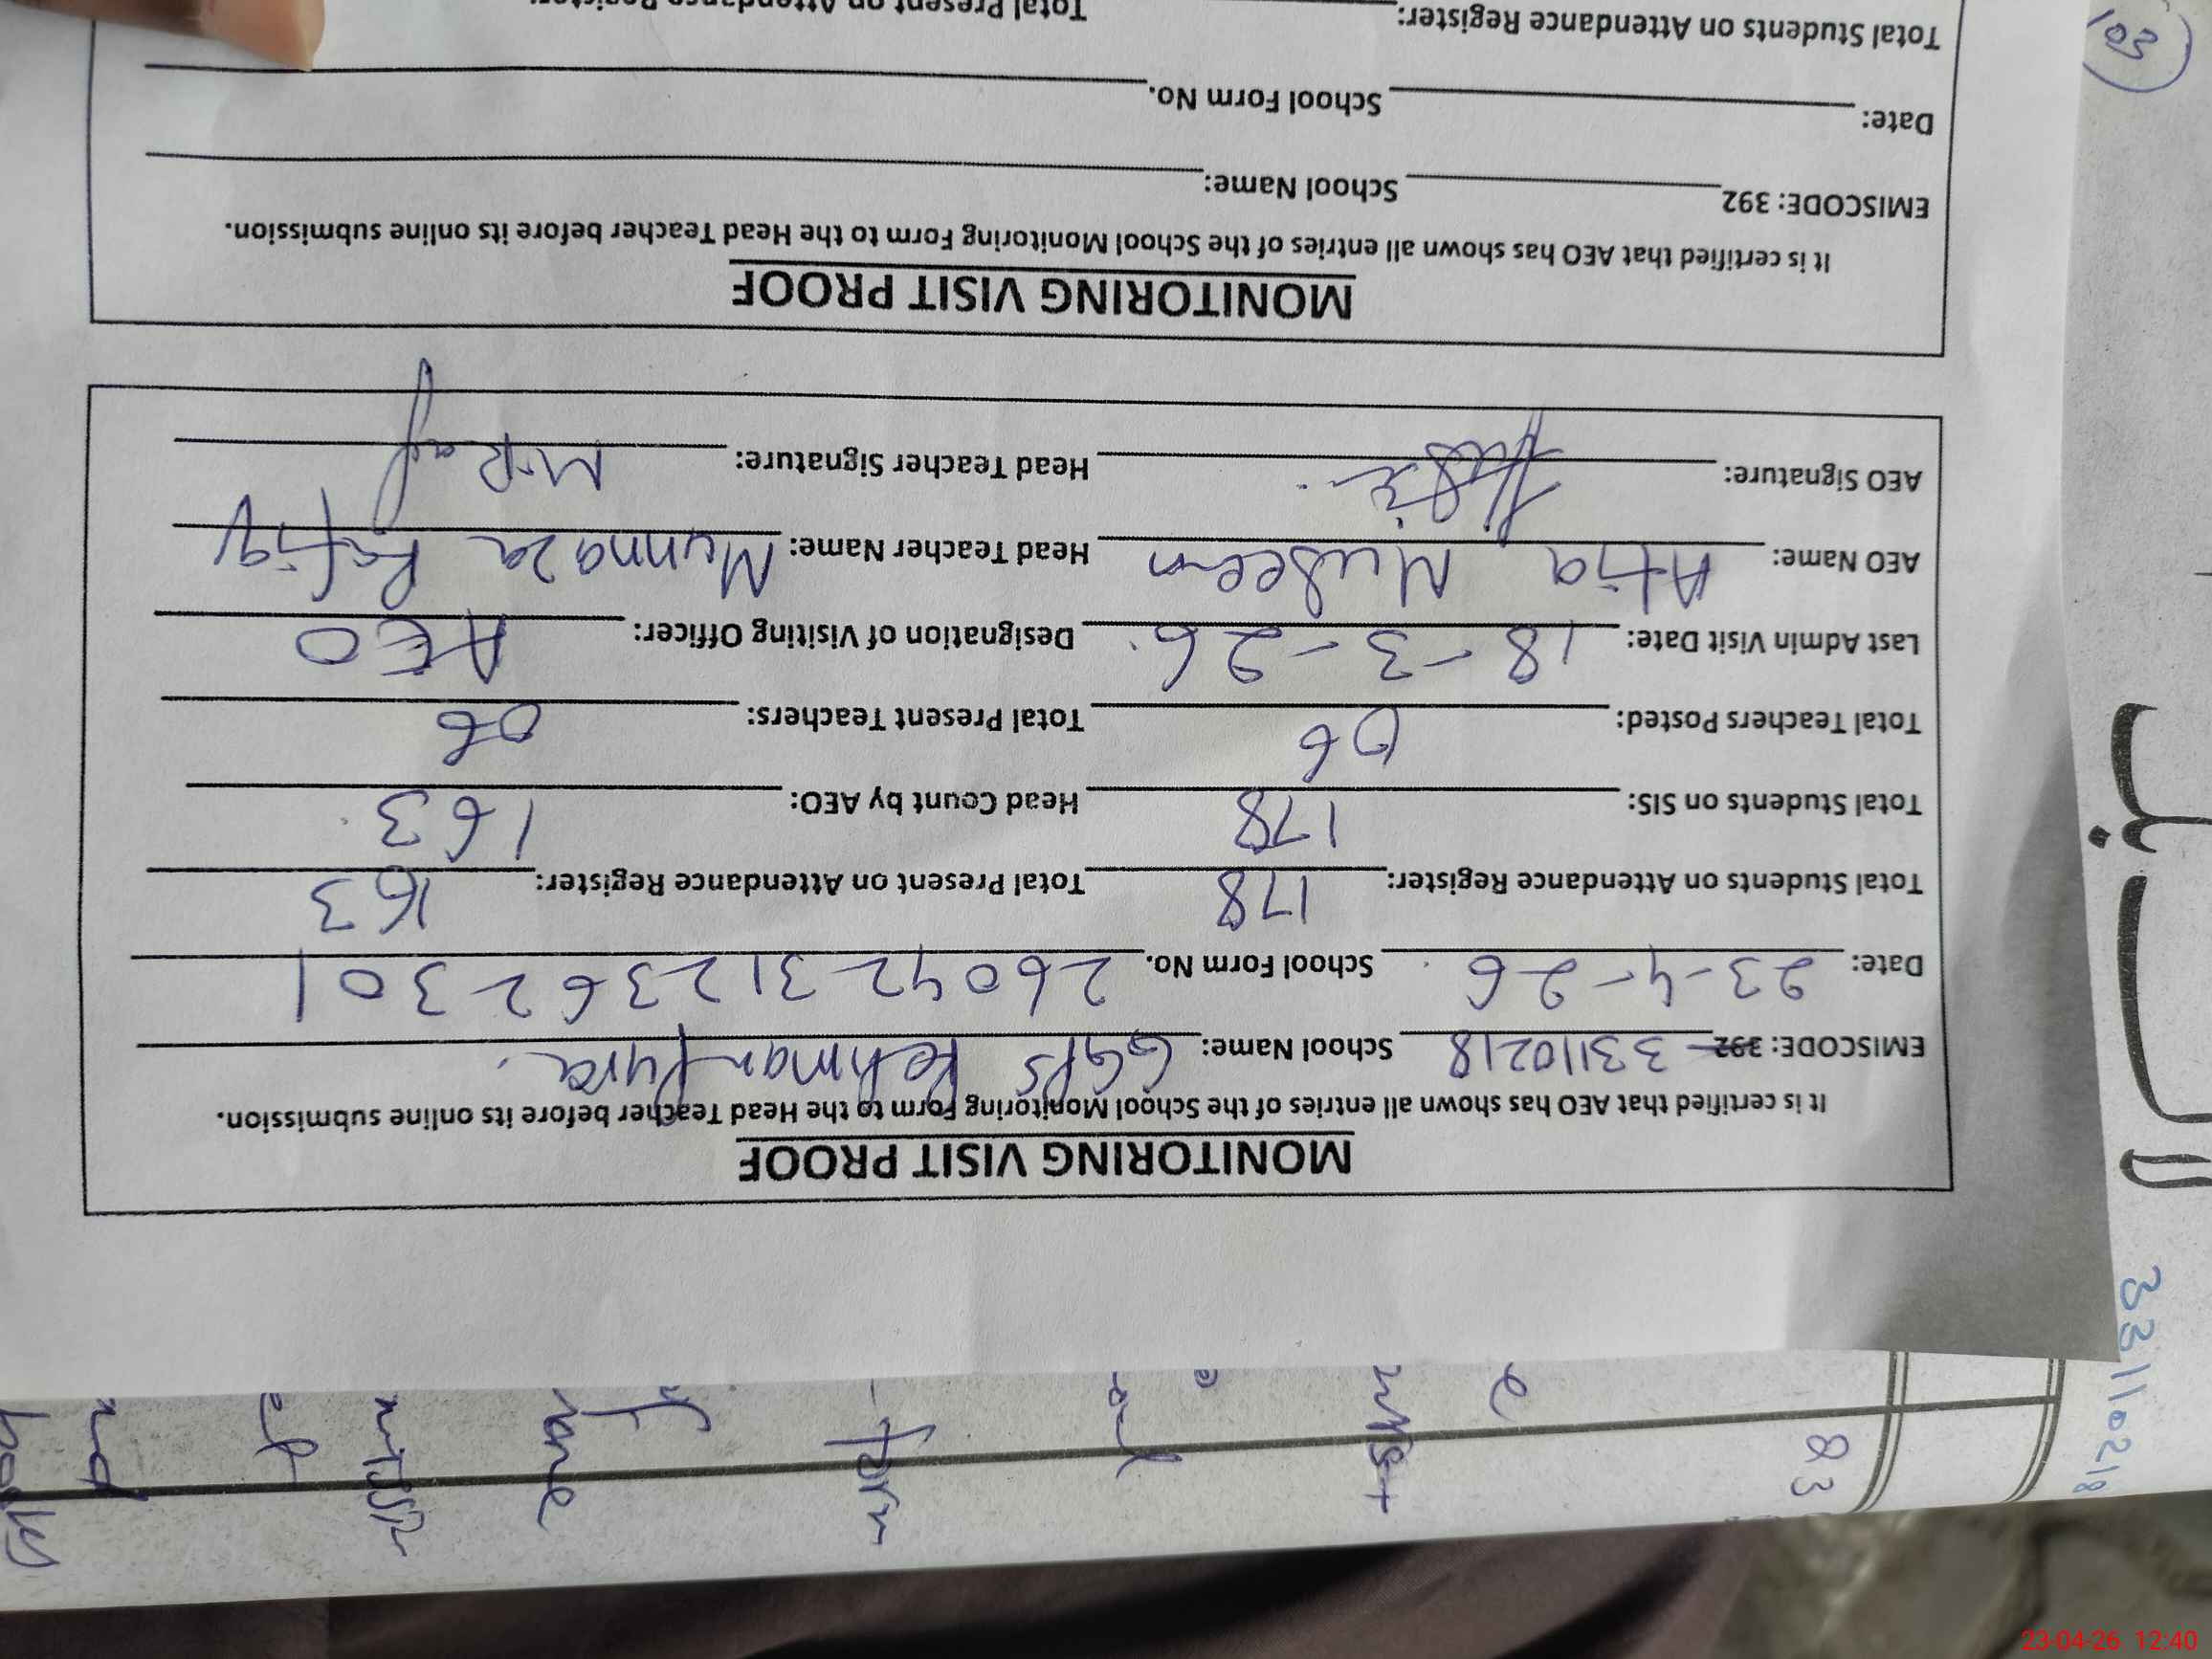 MONITORING VISIT PROOF
It is certified that AEO has shown all entries of the School Monitoring Form to the Head Teacher before its online submission.
EMISCODE: 392 33110218 School Name: GGPS Rehman Pura.
Date: 23-4-26 School Form No. 26042312362301
Total Students on Attendance Register: 178 Total Present on Attendance Register: 163
Total Students on SIS: 178 Head Count by AEO: 163
Total Teachers Posted: 06 Total Present Teachers: 06
Last Admin Visit Date: 18-3-26 Designation of Visiting Officer: AEO
AEO Name: Atia Museem Head Teacher Name: Munnaza Rafiq
AEO Signature: Head Teacher Signature: M-Raf
MONITORING VISIT PROOF
It is certified that AEO has shown all entries of the School Monitoring Form to the Head Teacher before its online submission.
EMISCODE: 392 School Name:
Date: School Form No.
Total Students on Attendance Register: Total Present on Attendance Register:
33110218
83
301
23-04-26 12:40